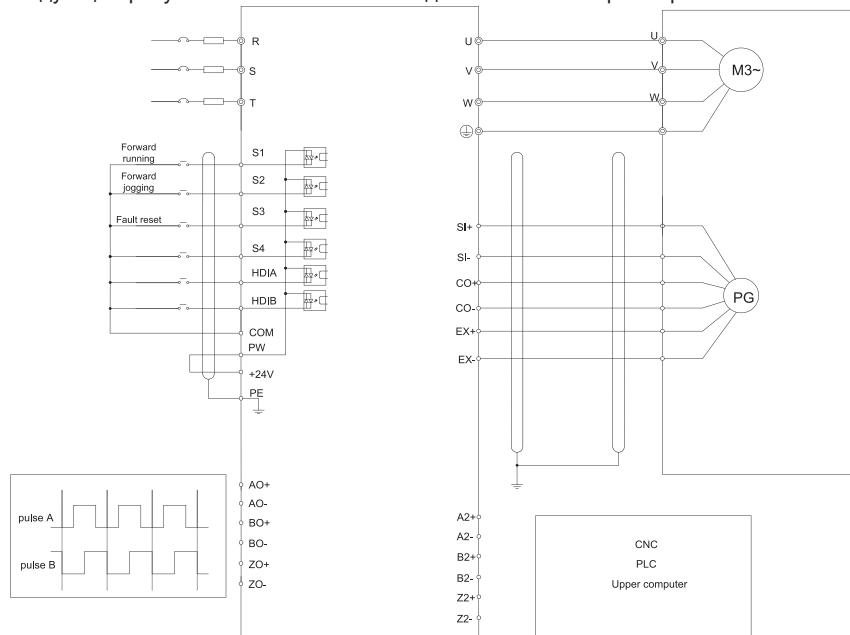 R
U
U
S
V
V
M3~
T
W
W
Forward
running
S1
Forward
jogging
S2
Fault reset
S3
SI+
S4
SI-
HDIA
CO+
PG
HDIB
CO-
COM
EX+
PW
EX-
+24V
PE
AO+
AO-
BO+
BO-
ZO+
ZO-
pulse A
pulse B
A2+
A2-
B2+
B2-
Z2+
Z2-
CNC
PLC
Upper computer